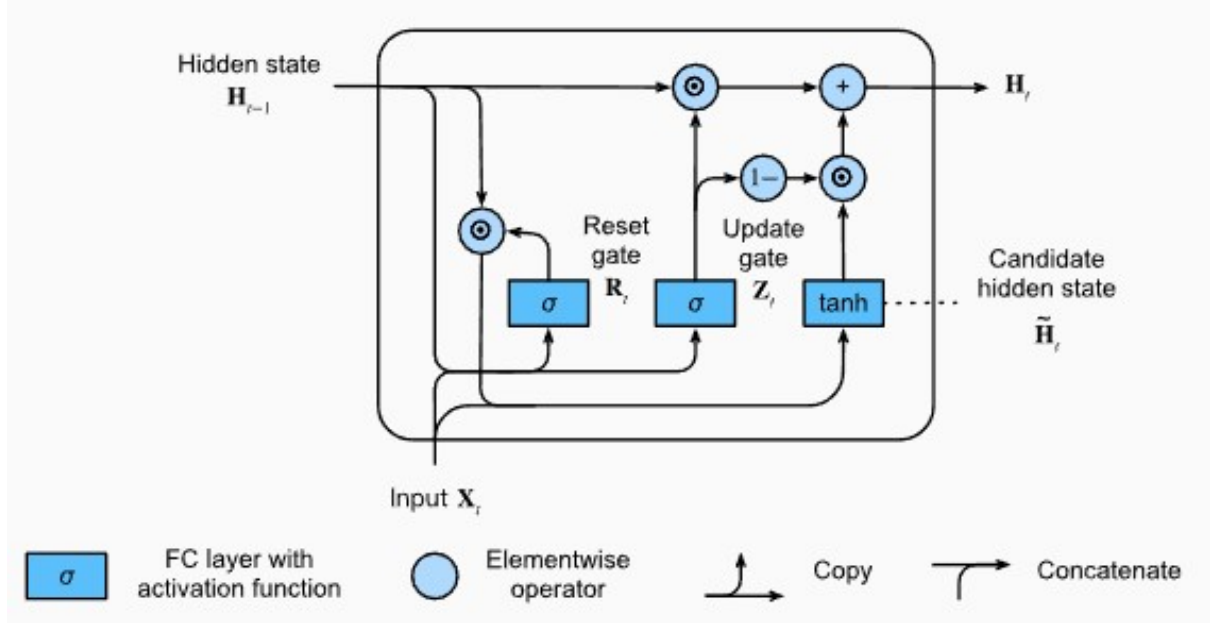 Hidden state
H_{t−1}
⊙
+
H_t
1−
⊙
⊙
Reset
gate
R_t
Update
gate
Z_t
σ
σ
tanh
Candidate
hidden state
H̃_t
Input X_t
σ
FC layer with
activation function
Elementwise
operator
Copy
Concatenate